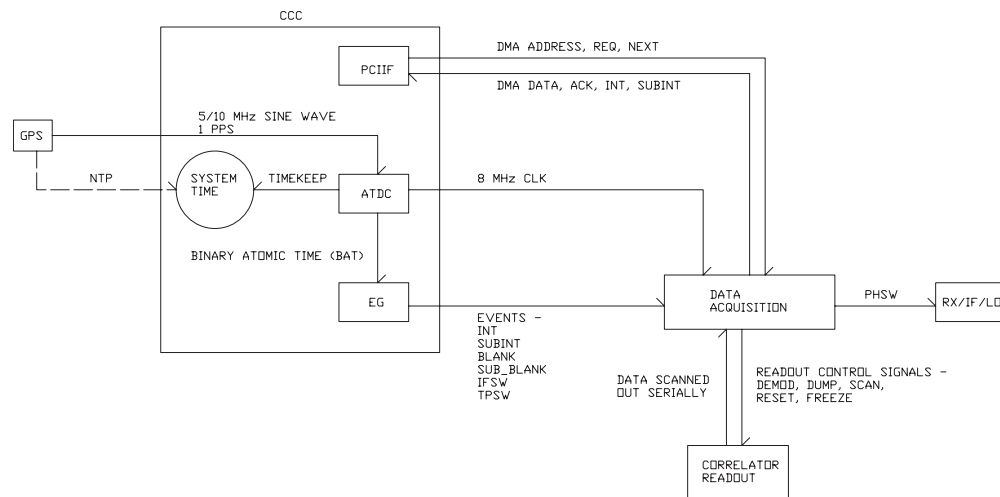 CCC
DMA ADDRESS, REQ, NEXT
PCIIF
DMA DATA, ACK, INT, SUBINT
5/10 MHz SINE WAVE
1 PPS
GPS
NTP
SYSTEM
TIME
TIMEKEEP
ATDC
8 MHz CLK
BINARY ATOMIC TIME (BAT)
EG
DATA
ACQUISITION
PHSW
RX/IF/LO
EVENTS -
INT
SUBINT
BLANK
SUB_BLANK
IFSW
TPSW
DATA SCANNED
OUT SERIALLY
READOUT CONTROL SIGNALS -
DEMOD, DUMP, SCAN,
RESET, FREEZE
CORRELATOR
READOUT